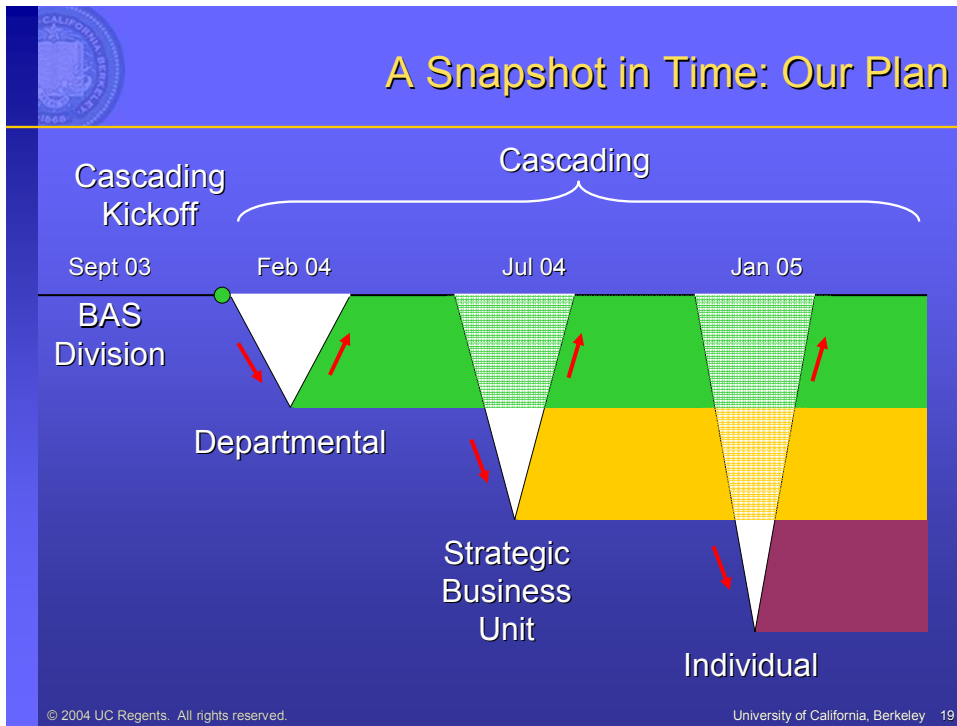 A Snapshot in Time: Our Plan
Cascading
Kickoff
Cascading
Sept 03
Feb 04
Jul 04
Jan 05
BAS
Division
Departmental
Strategic
Business
Unit
Individual
© 2004 UC Regents. All rights reserved.
University of California, Berkeley 19